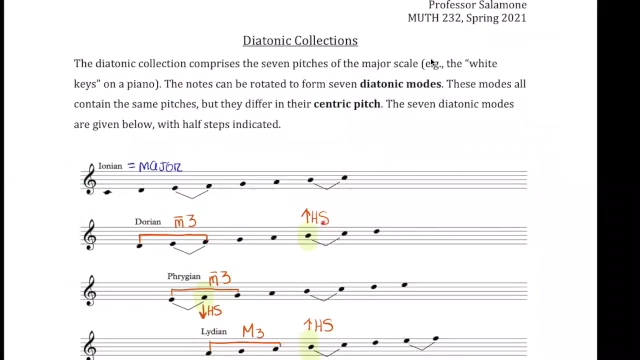 Professor Salamone
MUTH 232, Spring 2021
Diatonic Collections
The diatonic collection comprises the seven pitches of the major scale (e.g., the “white
keys” on a piano). The notes can be rotated to form seven diatonic modes. These modes all
contain the same pitches, but they differ in their centric pitch. The seven diatonic modes
are given below, with half steps indicated.
Ionian = MAJOR
Dorian m3 ↑HS
Phrygian m3
↓HS
Lydian M3 ↑HS